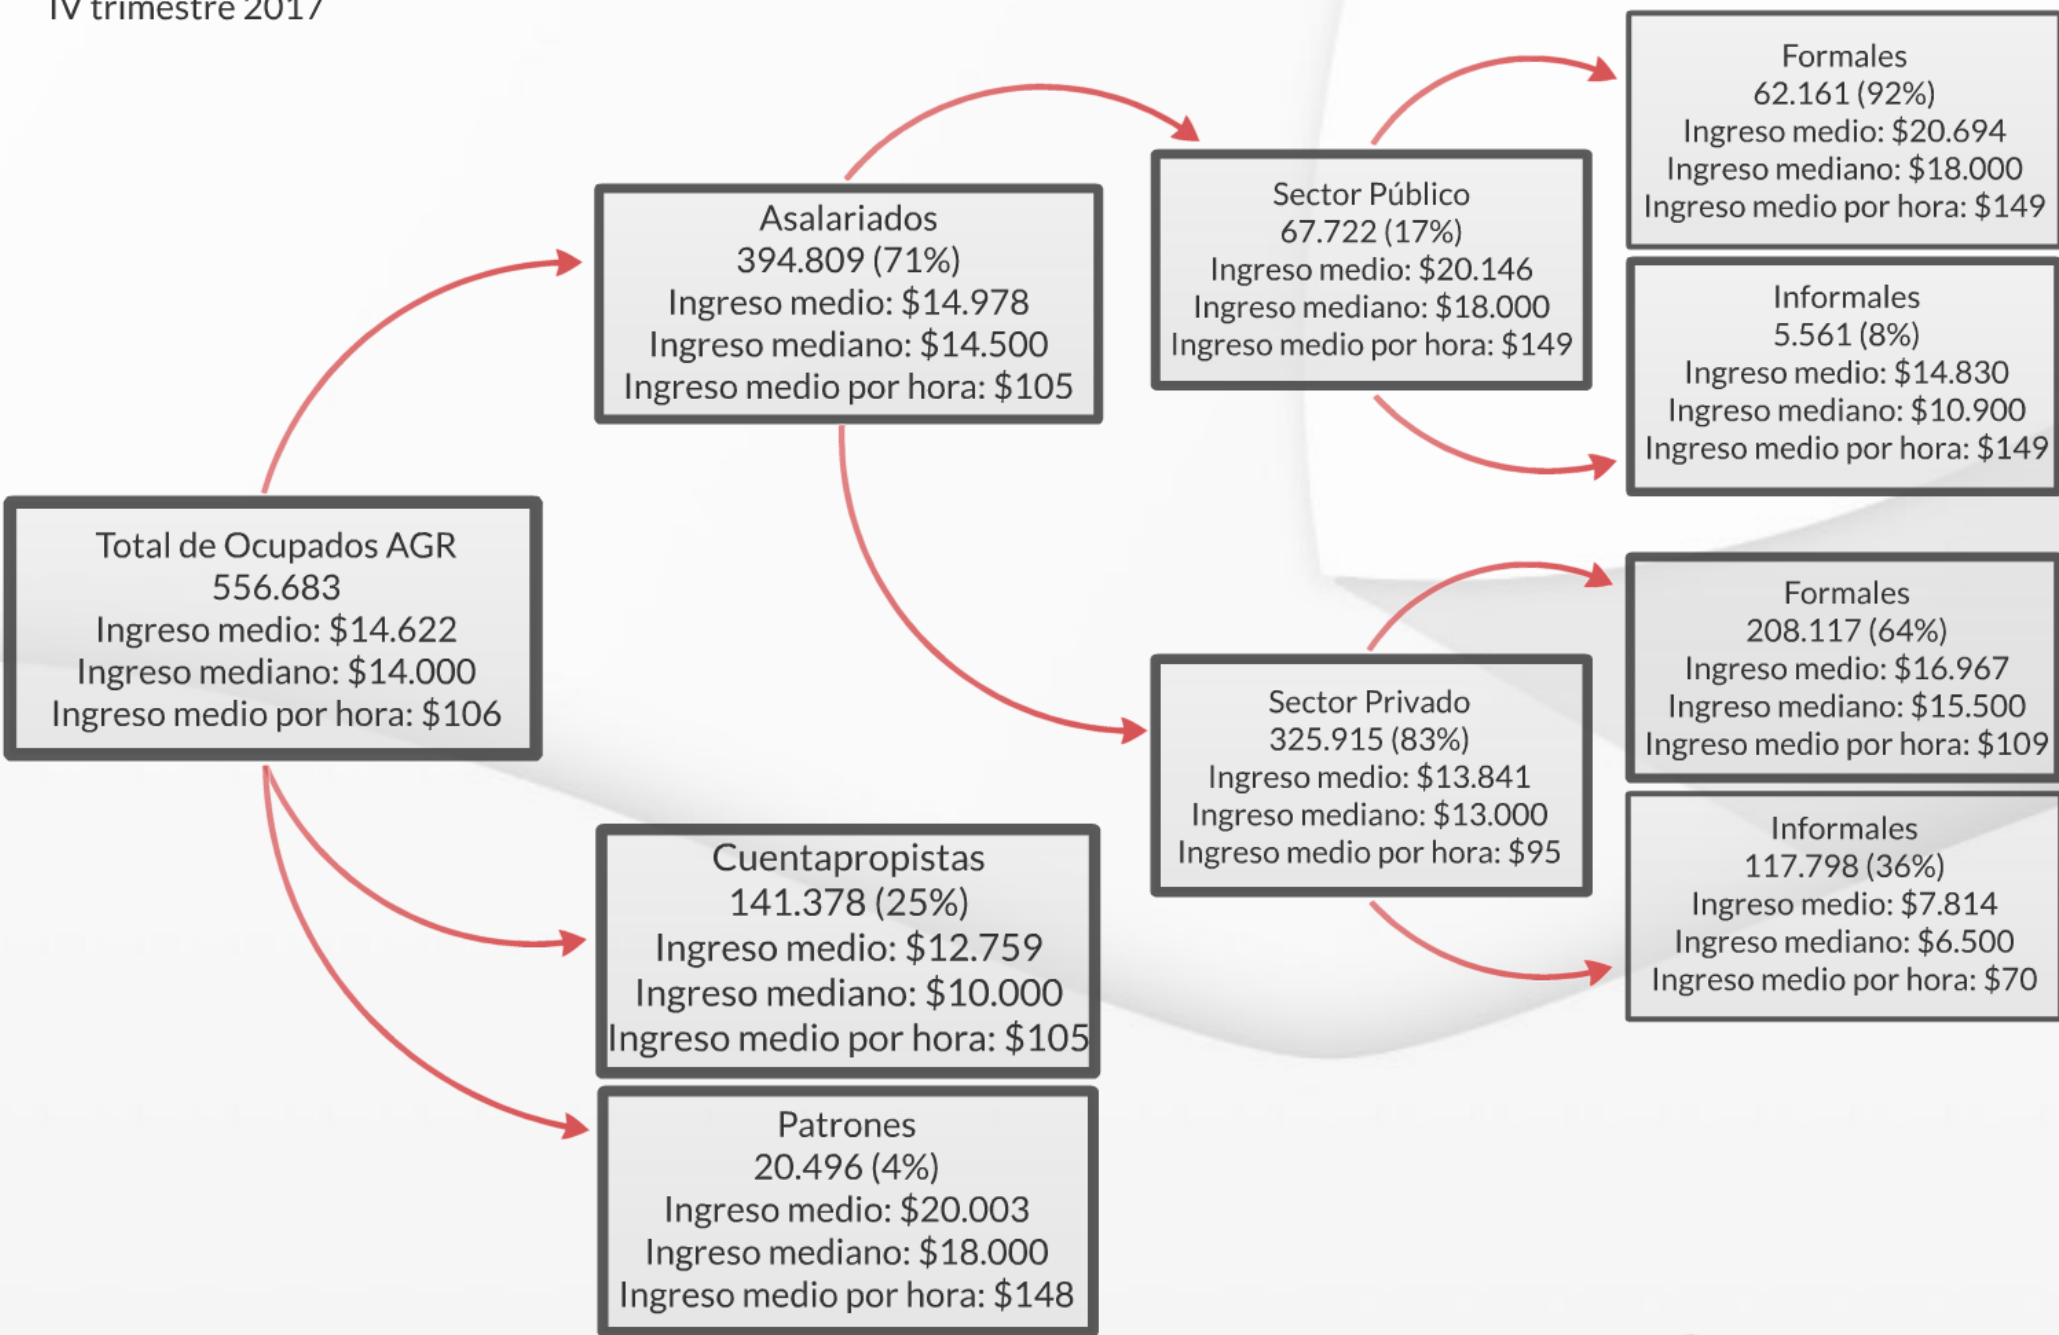 IV trimestre 2017
Total de Ocupados AGR
556.683
Ingreso medio: $14.622
Ingreso mediano: $14.000
Ingreso medio por hora: $106
Asalariados
394.809 (71%)
Ingreso medio: $14.978
Ingreso mediano: $14.500
Ingreso medio por hora: $105
Cuentapropistas
141.378 (25%)
Ingreso medio: $12.759
Ingreso mediano: $10.000
Ingreso medio por hora: $105
Patrones
20.496 (4%)
Ingreso medio: $20.003
Ingreso mediano: $18.000
Ingreso medio por hora: $148
Sector Público
67.722 (17%)
Ingreso medio: $20.146
Ingreso mediano: $18.000
Ingreso medio por hora: $149
Sector Privado
325.915 (83%)
Ingreso medio: $13.841
Ingreso mediano: $13.000
Ingreso medio por hora: $95
Formales
62.161 (92%)
Ingreso medio: $20.694
Ingreso mediano: $18.000
Ingreso medio por hora: $149
Informales
5.561 (8%)
Ingreso medio: $14.830
Ingreso mediano: $10.900
Ingreso medio por hora: $149
Formales
208.117 (64%)
Ingreso medio: $16.967
Ingreso mediano: $15.500
Ingreso medio por hora: $109
Informales
117.798 (36%)
Ingreso medio: $7.814
Ingreso mediano: $6.500
Ingreso medio por hora: $70